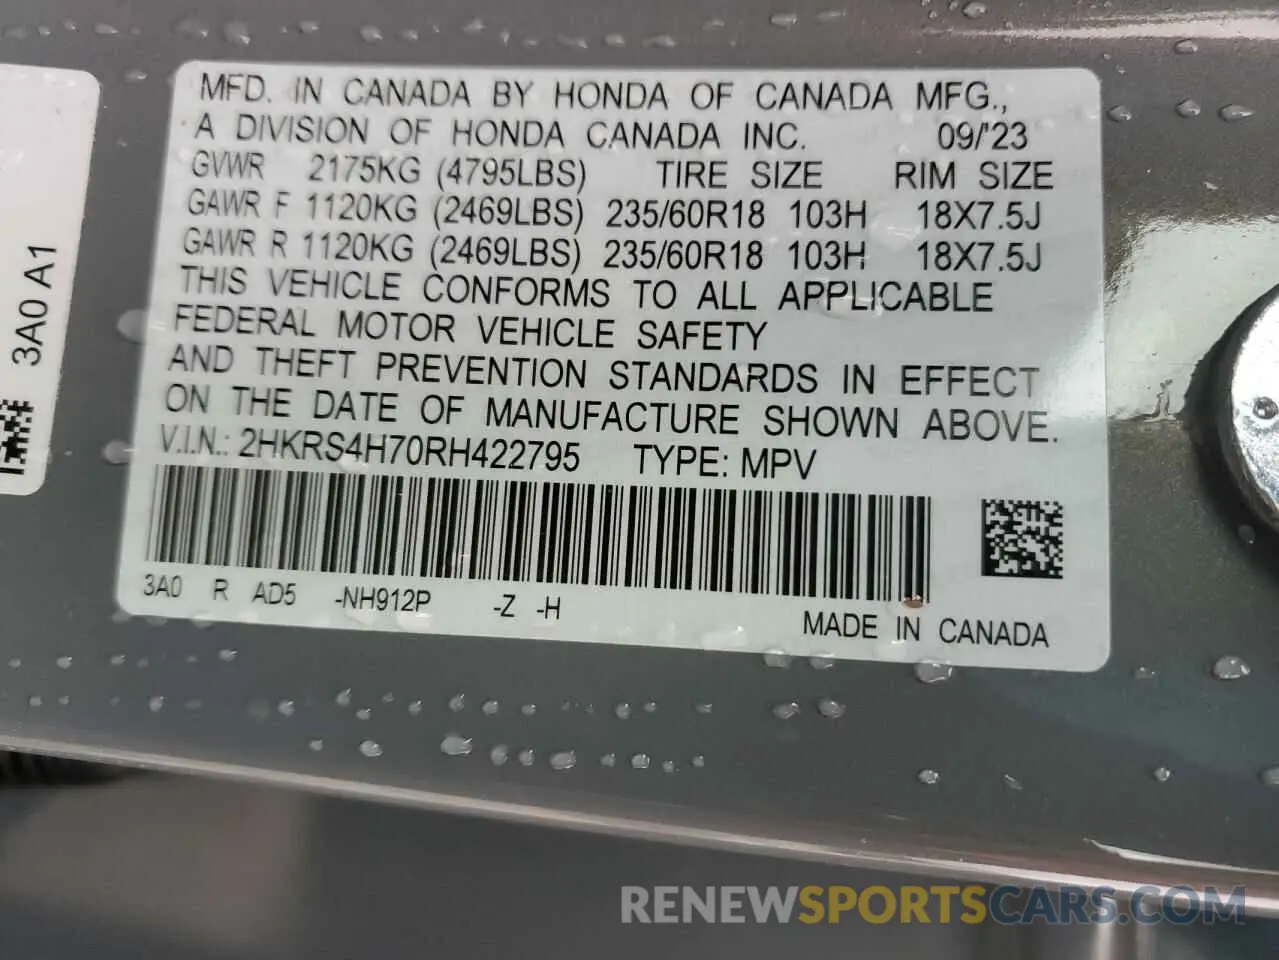 MFD. IN CANADA BY HONDA OF CANADA MFG.,
A DIVISION OF HONDA CANADA INC. 09/'23
GVWR 2175KG (4795LBS) TIRE SIZE RIM SIZE
GAWR F 1120KG (2469LBS) 235/60R18 103H 18X7.5J
GAWR R 1120KG (2469LBS) 235/60R18 103H 18X7.5J
THIS VEHICLE CONFORMS TO ALL APPLICABLE
FEDERAL MOTOR VEHICLE SAFETY
AND THEFT PREVENTION STANDARDS IN EFFECT
ON THE DATE OF MANUFACTURE SHOWN ABOVE.
V.I.N.: 2HKRS4H70RH422795 TYPE: MPV
3A0 R AD5 -NH912P -Z -H
MADE IN CANADA
3A0 A1
RENEWSPORTSCARS.COM